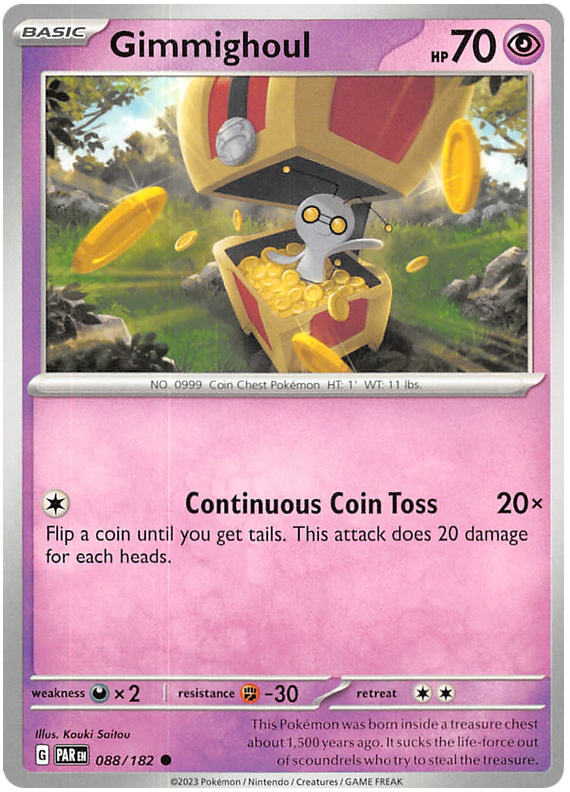 BASIC
Gimmighoul
HP 70
NO. 0999 Coin Chest Pokémon HT: 1' WT: 11 lbs.
Continuous Coin Toss 20×
Flip a coin until you get tails. This attack does 20 damage
for each heads.
weakness ×2 resistance -30 retreat
Illus. Kouki Saitou
G PAR EN 088/182
This Pokémon was born inside a treasure chest
about 1,500 years ago. It sucks the life-force out
of scoundrels who try to steal the treasure.
©2023 Pokémon / Nintendo / Creatures / GAME FREAK